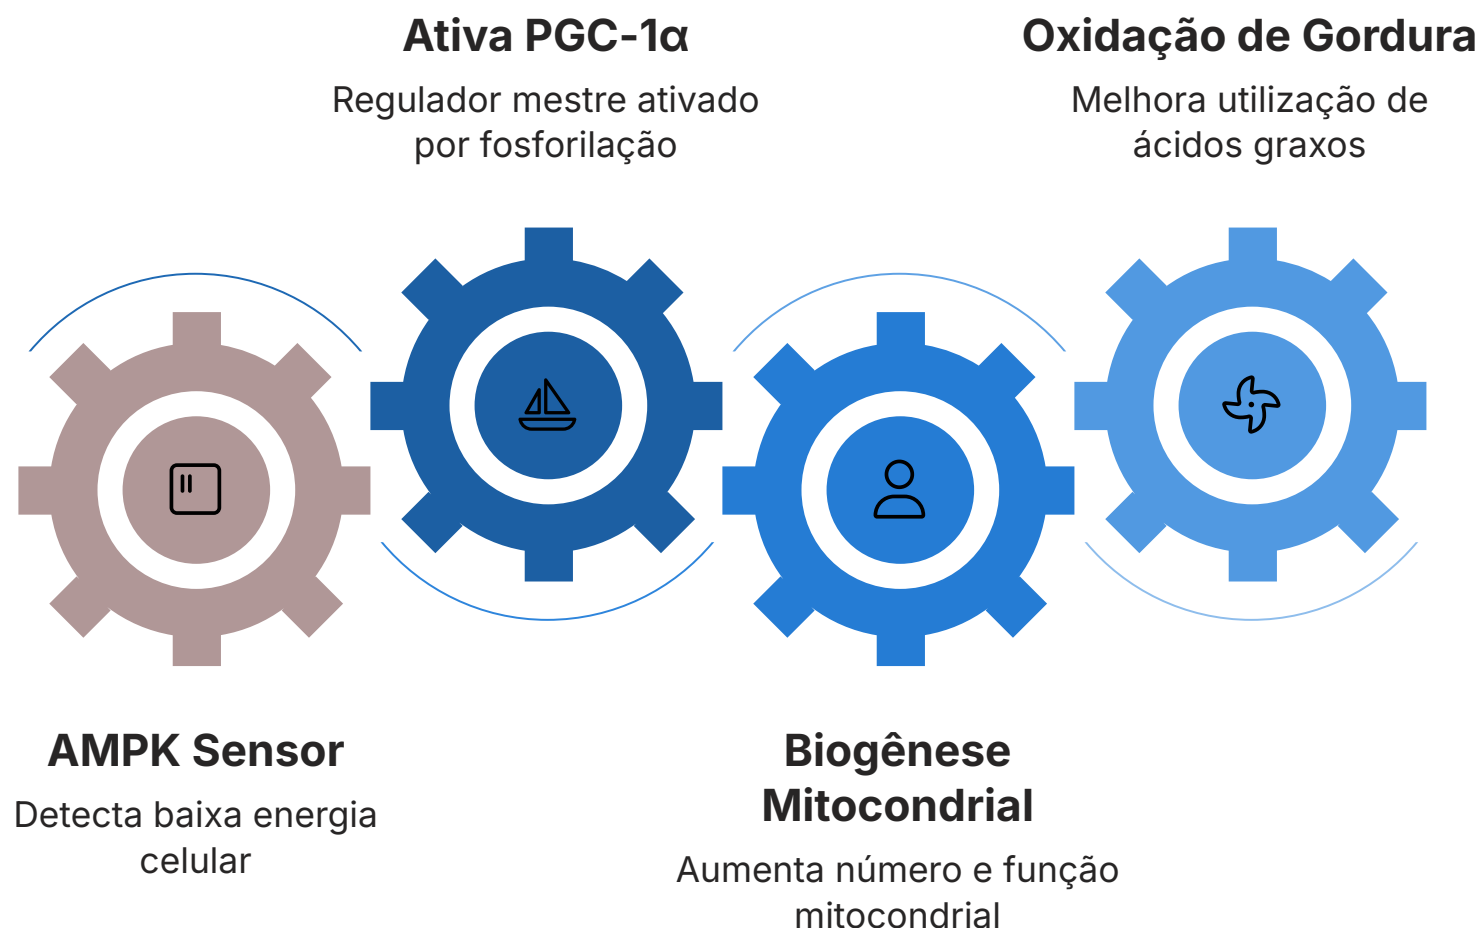 Ativa PGC-1α
Regulador mestre ativado
por fosforilação
Oxidação de Gordura
Melhora utilização de
ácidos graxos
AMPK Sensor
Detecta baixa energia
celular
Biogênese
Mitocondrial
Aumenta número e função
mitocondrial